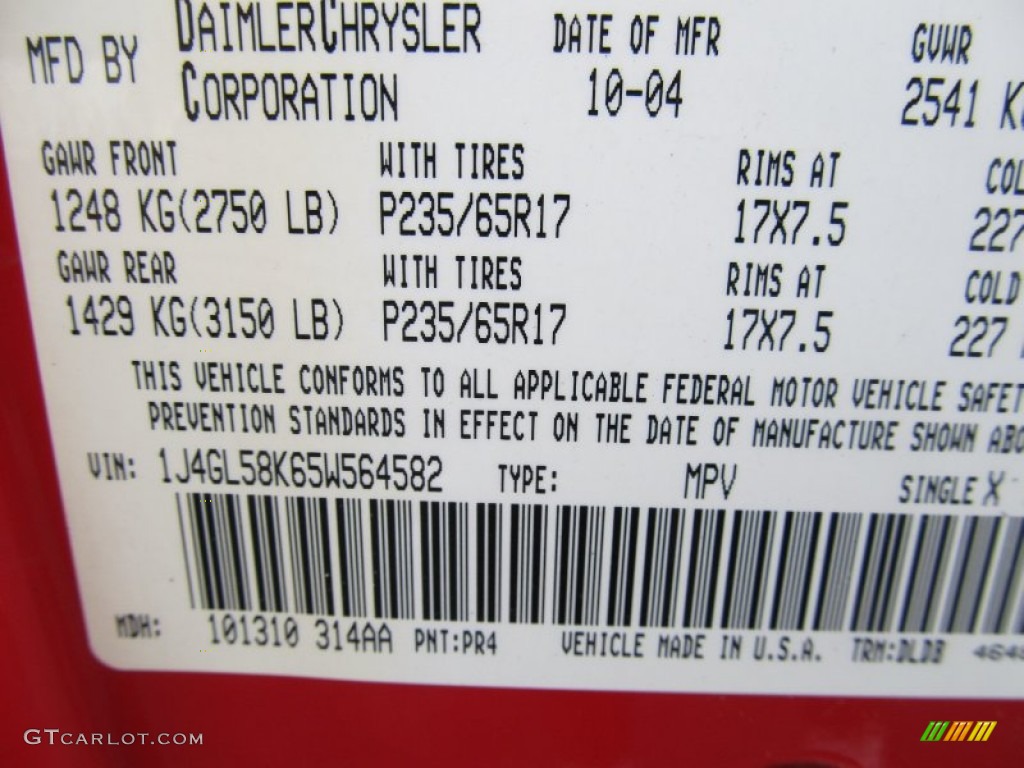 MFD BY DAIMLERCHRYSLER CORPORATION DATE OF MFR 10-04 GVWR 2541
GAWR FRONT WITH TIRES RIMS AT
1248 KG(2750 LB) P235/65R17 17X7.5 227
GAWR REAR WITH TIRES RIMS AT COLD
1429 KG(3150 LB) P235/65R17 17X7.5 227
THIS VEHICLE CONFORMS TO ALL APPLICABLE FEDERAL MOTOR VEHICLE
PREVENTION STANDARDS IN EFFECT ON THE DATE OF MANUFACTURE SHOWN
VIN: 1J4GL58K65W564582 TYPE: MPV SINGLE X
MDH: 101310 314AA PNT:PR4 VEHICLE MADE IN U.S.A. TRM:DLDB
GTCARLOT.COM